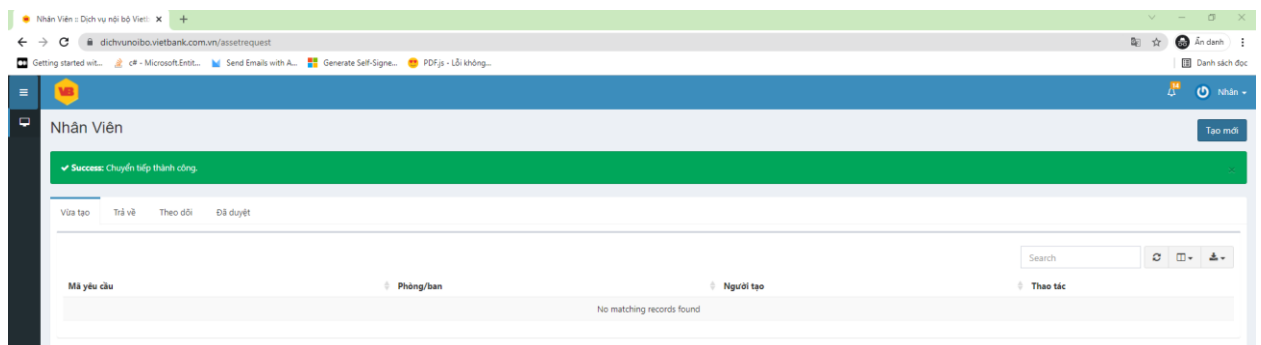 Nhân Viên :: Dịch vụ nội bộ Viet
dichvunoibo.vietbank.com.vn/assetrequest
Ẩn danh
Getting started wit... c# - Microsoft.Entit... Send Emails with A... Generate Self-Signe... PDF.js - Lỗi không... Danh sách đọc
VB
Nhân
Nhân Viên
Tạo mới
Success: Chuyển tiếp thành công.
Vừa tạo Trả về Theo dõi Đã duyệt
Search
Mã yêu cầu Phòng/ban Người tạo Thao tác
No matching records found